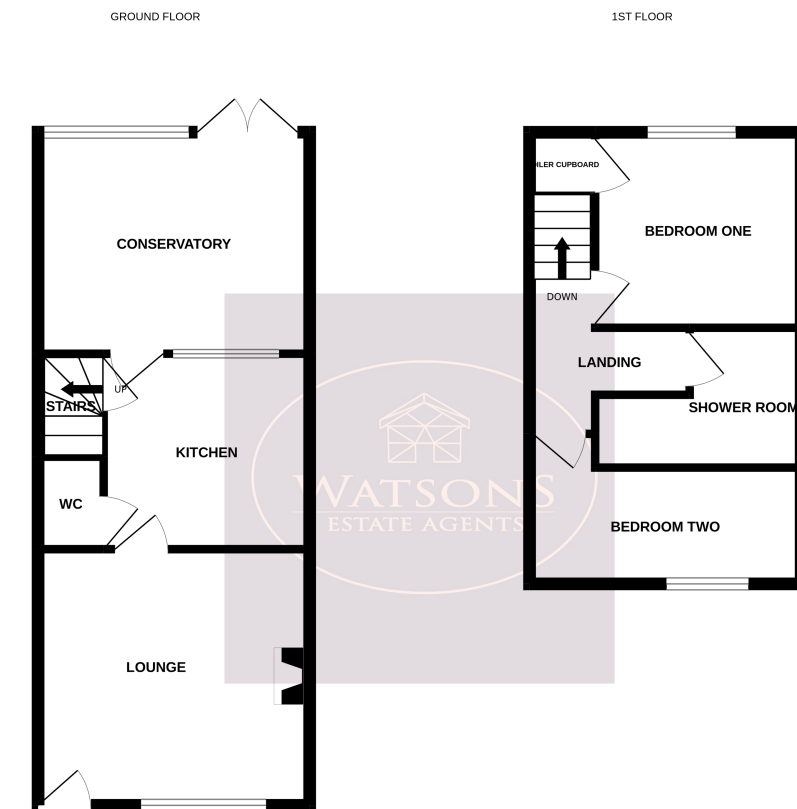 GROUND FLOOR
1ST FLOOR
CUPBOARD
BEDROOM ONE
CONSERVATORY
DOWN
LANDING
UP
STAIRS
SHOWER ROOM
KITCHEN
WC
WATSONS
ESTATE AGENTS
BEDROOM TWO
LOUNGE